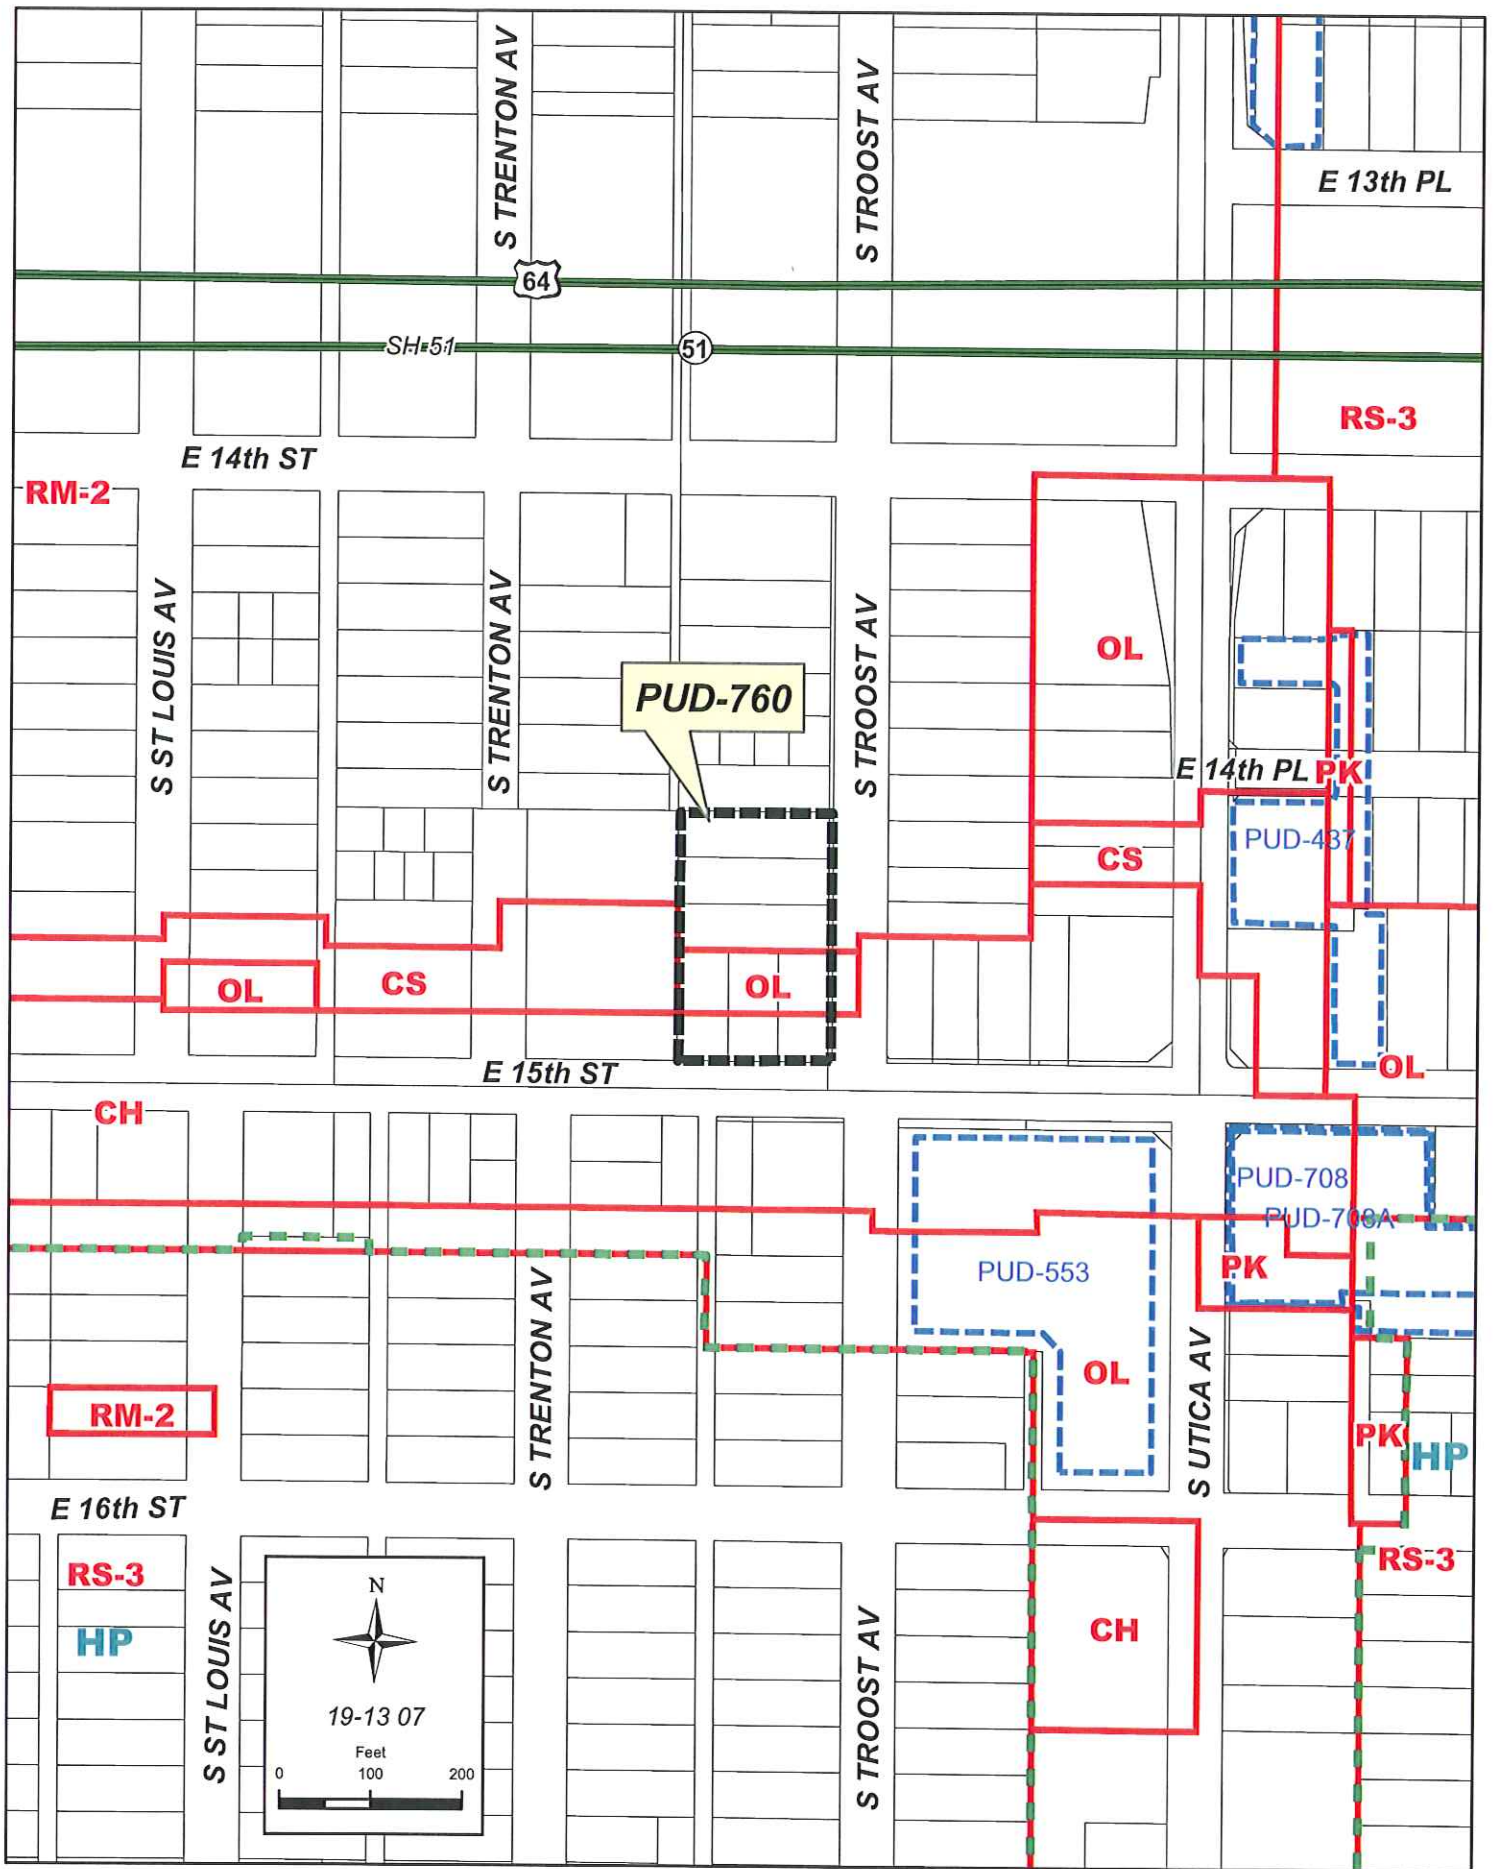 S TRENTON AV
S TROOST AV
E 13th PL
64
SH-51
51
RS-3
E 14th ST
RM-2
S ST LOUIS AV
S TRENTON AV
S TROOST AV
OL
PUD-760
E 14th PL
PK
PUD-437
CS
OL
CS
OL
E 15th ST
OL
CH
PUD-708
PUD-708A
PUD-553
PK
S TRENTON AV
OL
S UTICA AV
RM-2
PK
HP
E 16th ST
RS-3
HP
S ST LOUIS AV
RS-3
CH
S TROOST AV
N
19-13 07
Feet
0 100 200